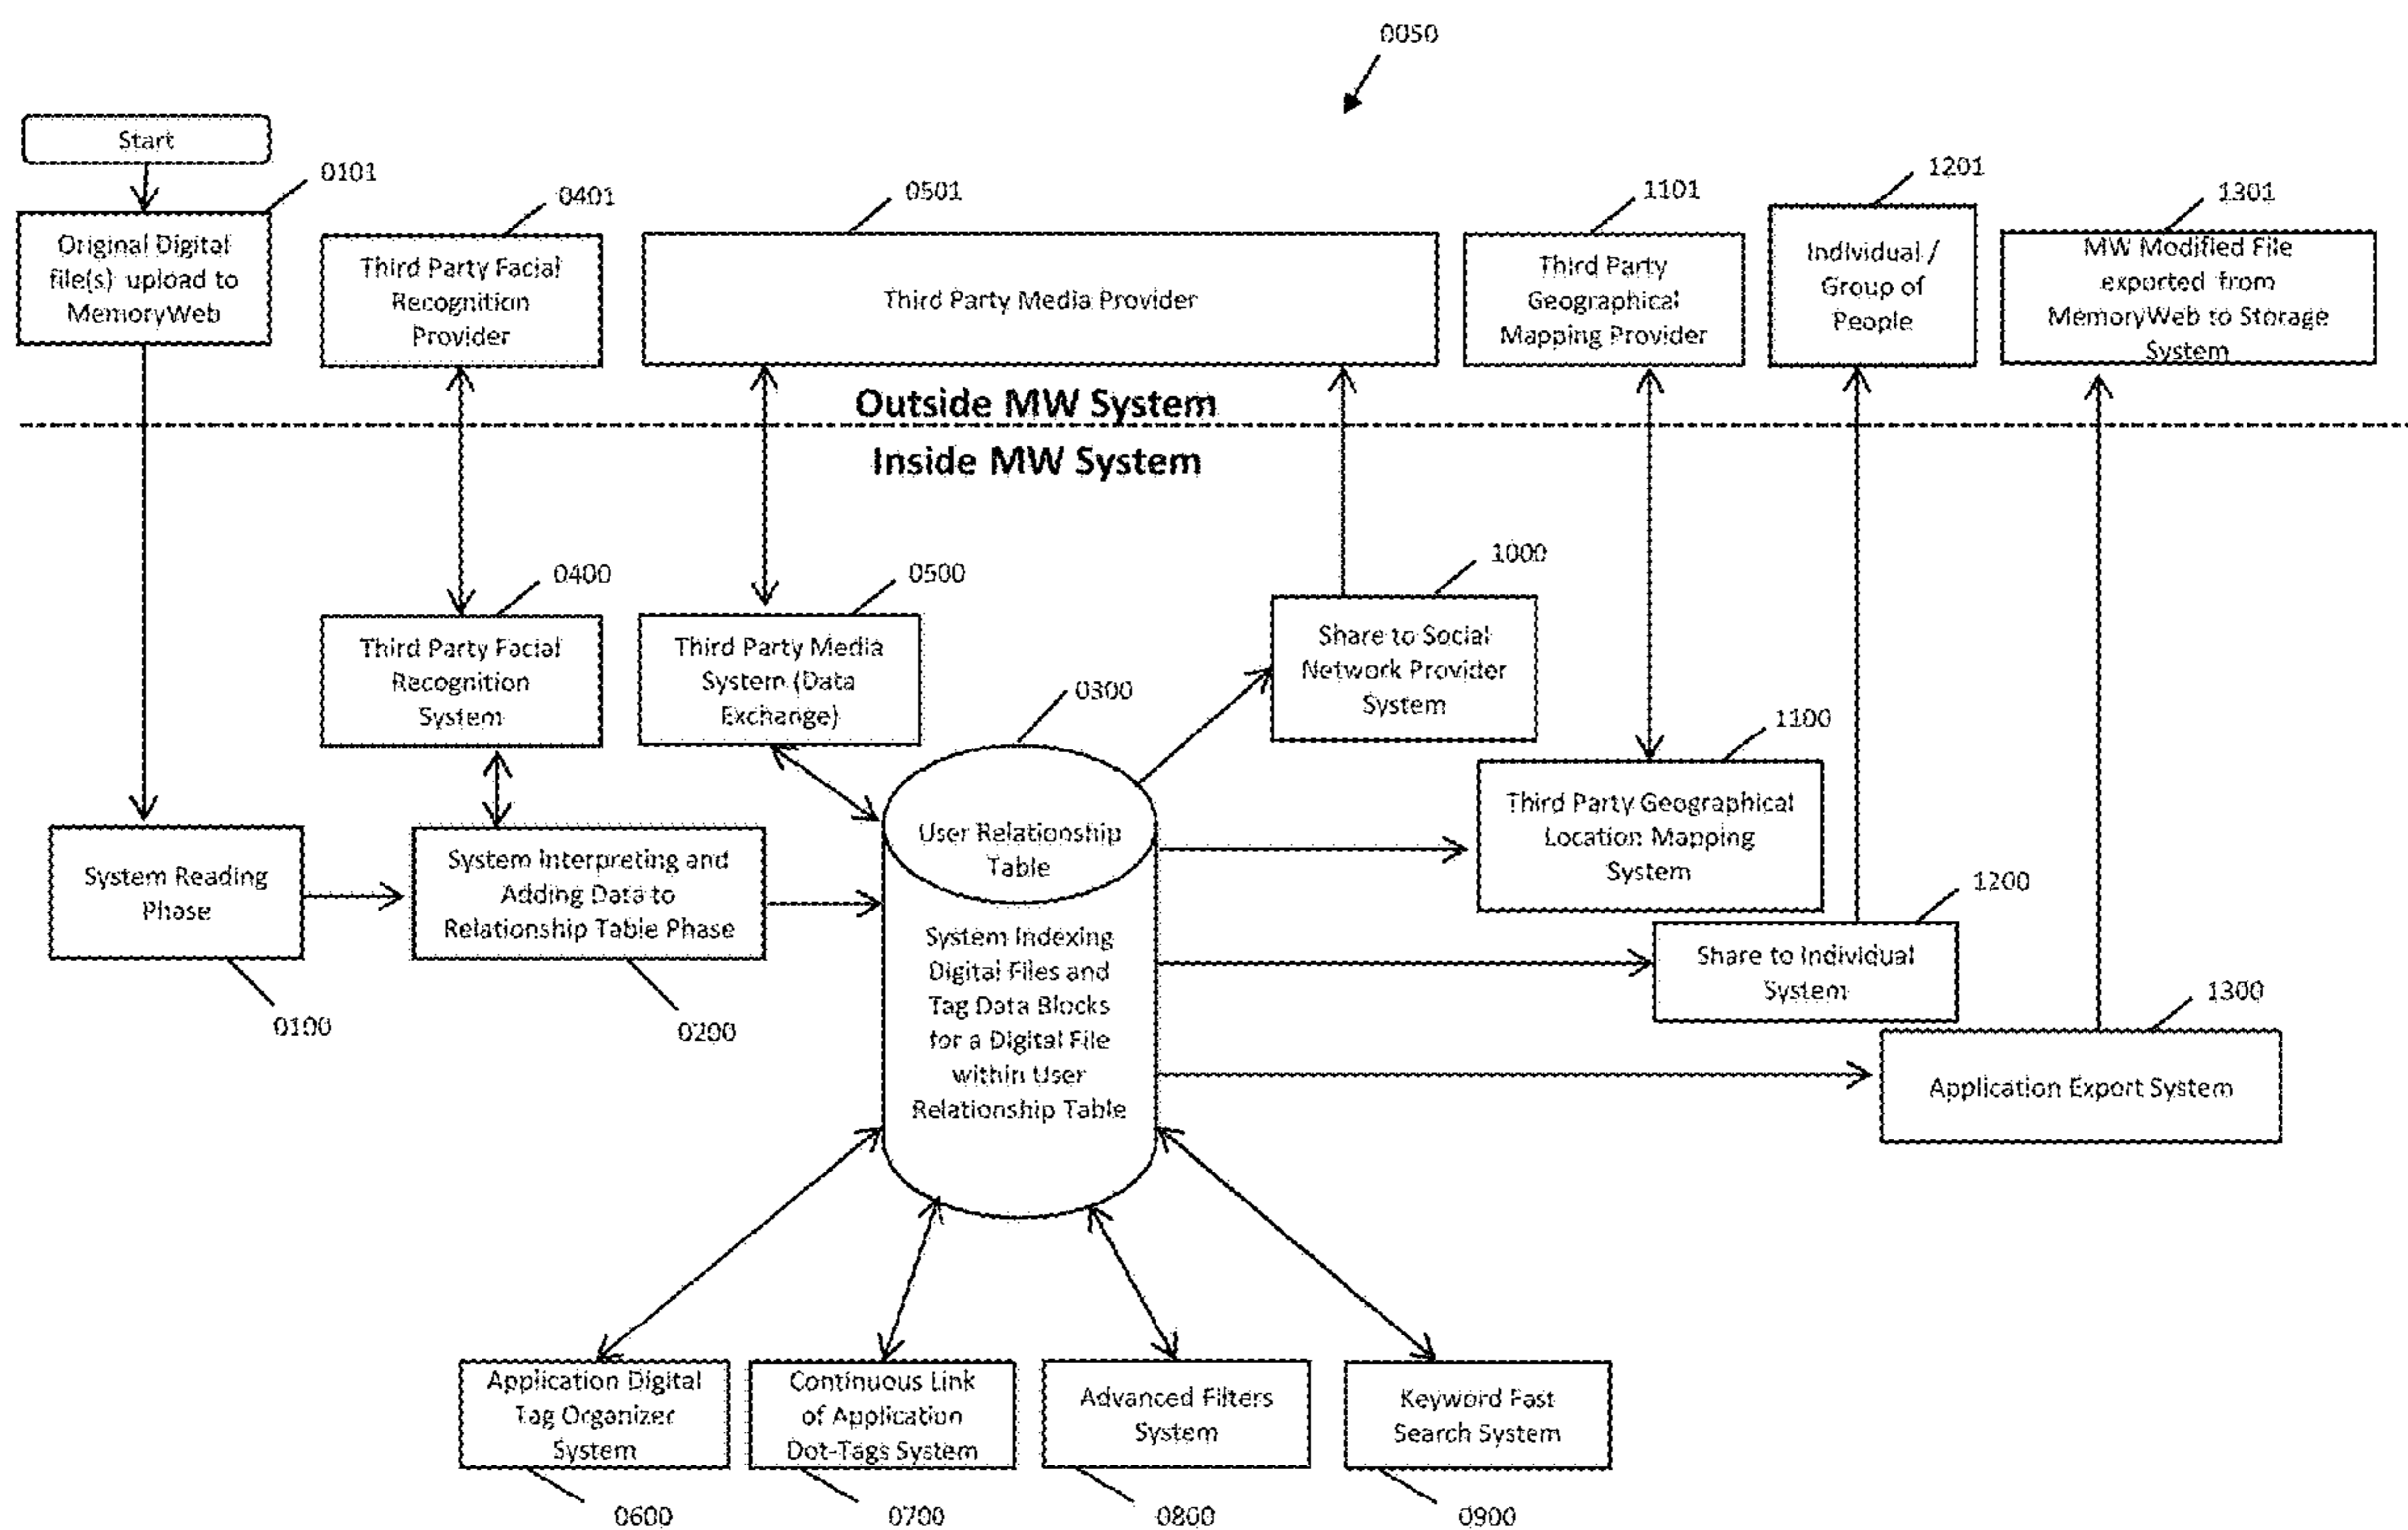 0050
Start
0101
0401
0501
1101
1201
1301
Original Digital
file(s) upload to
MemoryWeb
Third Party Facial
Recognition
Provider
Third Party Media Provider
Third Party
Geographical
Mapping Provider
Individual /
Group of
People
MW Modified File
exported from
MemoryWeb to Storage
System
Outside MW System
Inside MW System
0400
0500
1000
Third Party Facial
Recognition
System
Third Party Media
System (Data
Exchange)
0300
Share to Social
Network Provider
System
1100
User Relationship
Table
Third Party Geographical
Location Mapping
System
System Reading
Phase
System Interpreting and
Adding Data to
Relationship Table Phase
1200
System Indexing
Digital Files and
Tag Data Blocks
for a Digital File
within User
Relationship Table
Share to Individual
System
0100
0200
1300
Application Export System
Application Digital
Tag Organizer
System
Continuous Link
of Application
Dot-Tags System
Advanced Filters
System
Keyword Fast
Search System
0600
0700
0800
0900